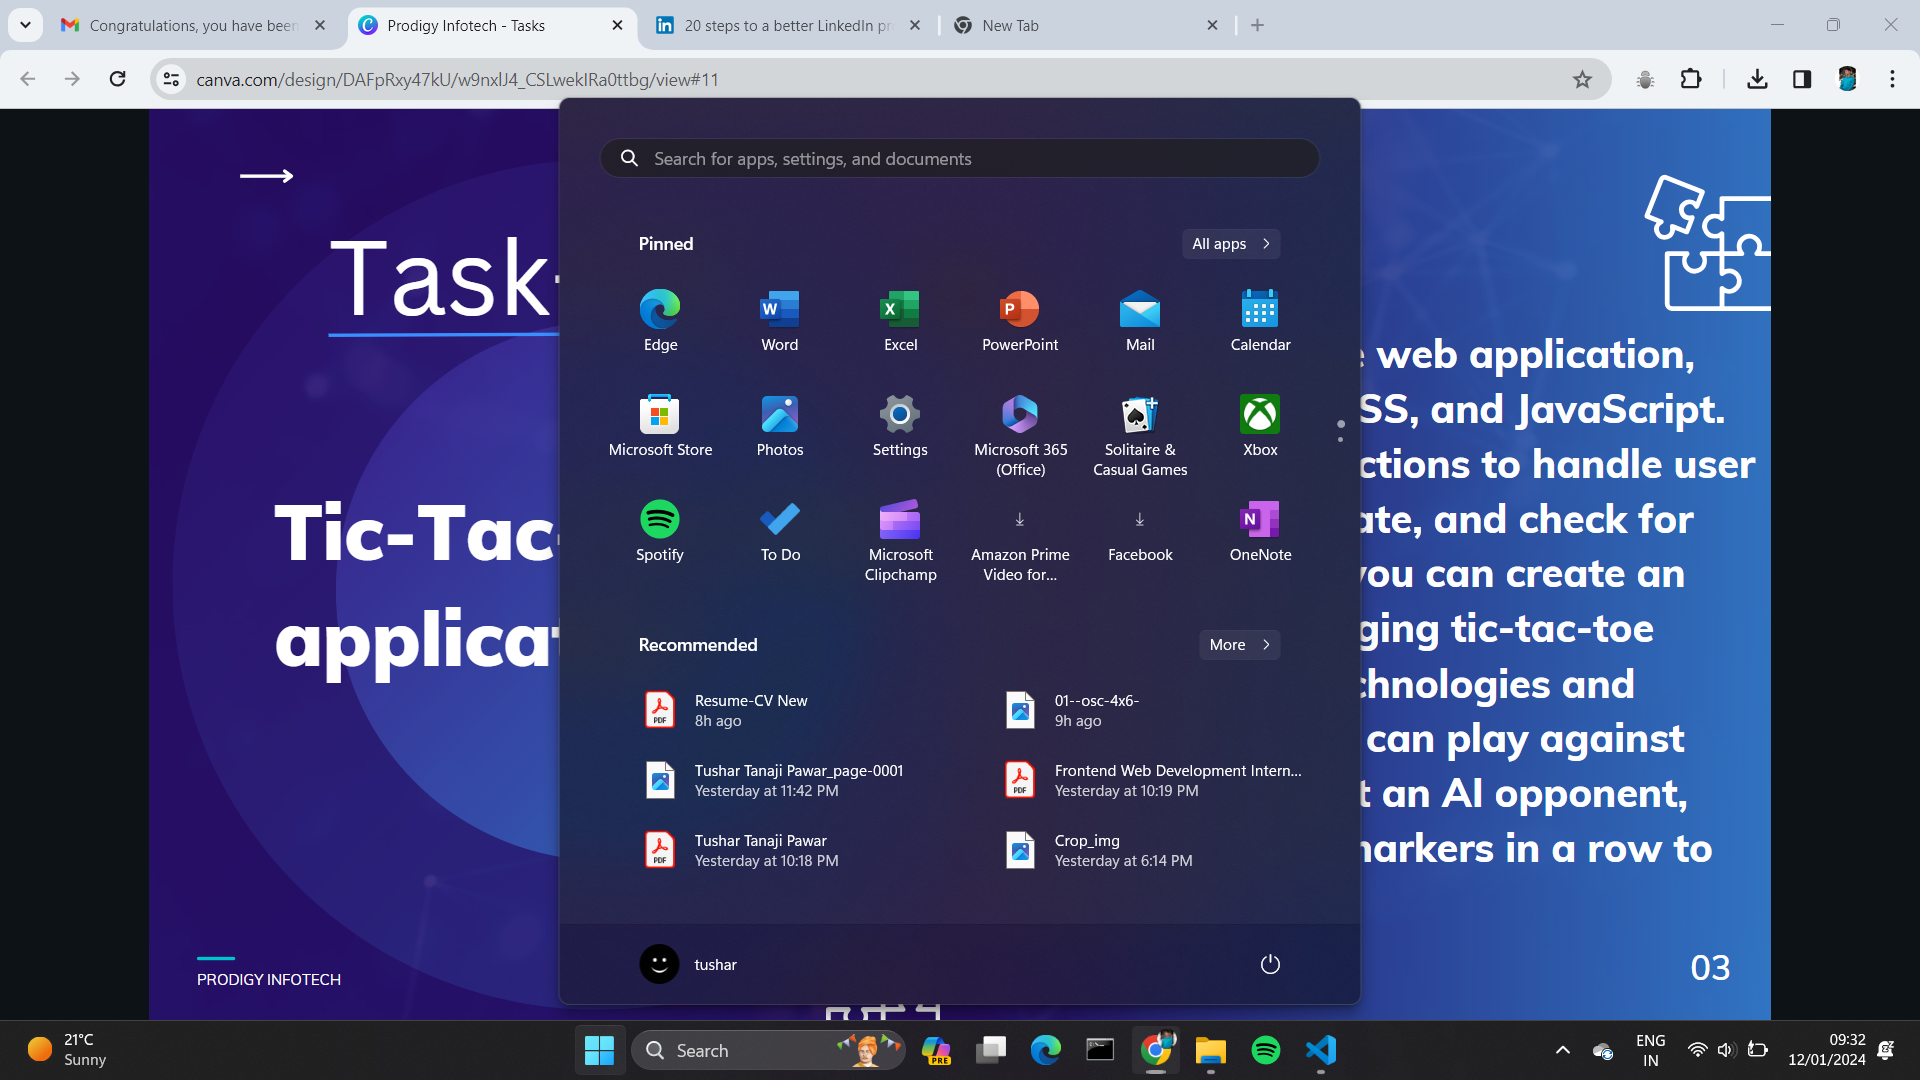 Congratulations, you have been
Prodigy Infotech - Tasks
20 steps to a better LinkedIn pr
New Tab
canva.com/design/DAFpRxy47kU/w9nxlJ4_CSLwekIRa0ttbg/view#11
Search for apps, settings, and documents
Pinned
All apps
Edge
Word
Excel
PowerPoint
Mail
Calendar
Microsoft Store
Photos
Settings
Microsoft 365
(Office)
Solitaire &
Casual Games
Xbox
Spotify
To Do
Microsoft
Clipchamp
Amazon Prime
Video for...
Facebook
OneNote
Recommended
More
Resume-CV New
8h ago
01--osc-4x6-
9h ago
Tushar Tanaji Pawar_page-0001
Yesterday at 11:42 PM
Frontend Web Development Intern...
Yesterday at 10:19 PM
Tushar Tanaji Pawar
Yesterday at 10:18 PM
Crop_img
Yesterday at 6:14 PM
tushar
Task-
Tic-Tac-
applicat
PRODIGY INFOTECH
web application,
SS, and JavaScript.
ctions to handle user
ate, and check for
you can create an
ging tic-tac-toe
chnologies and
can play against
t an AI opponent,
markers in a row to
03
21°C
Sunny
Search
PRE
ENG
IN
09:32
12/01/2024